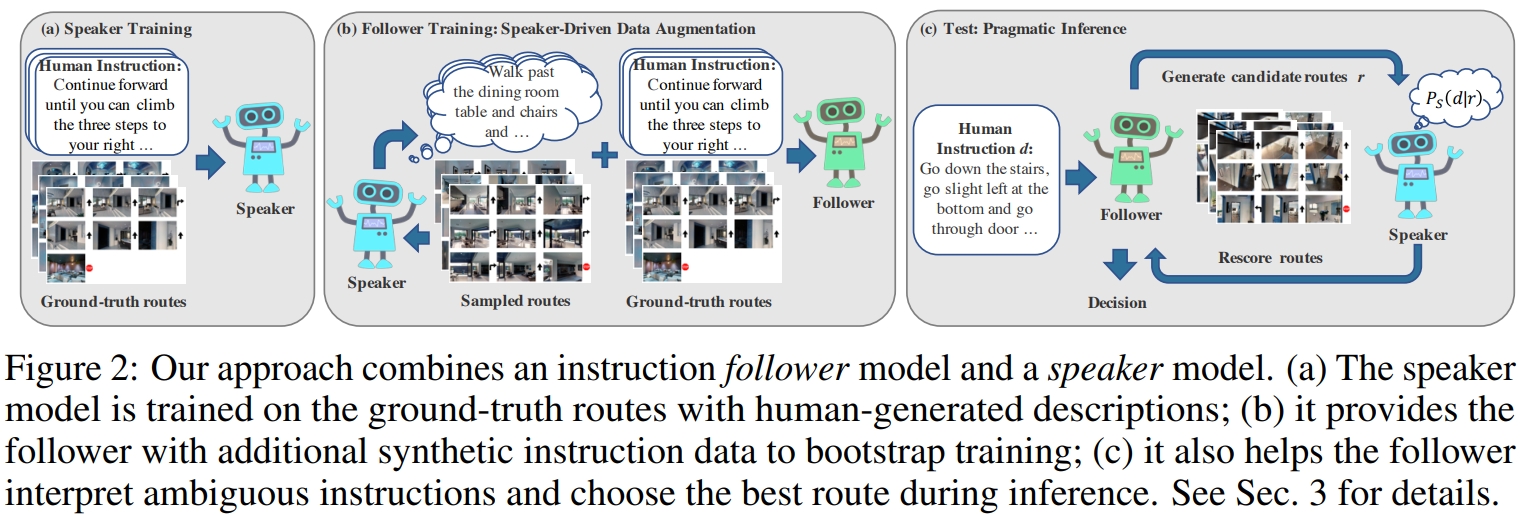 (a) Speaker Training
Human Instruction:
Continue forward
until you can climb
the three steps to
your right …
Speaker
Ground-truth routes
(b) Follower Training: Speaker-Driven Data Augmentation
Walk past
the dining room
table and chairs
and …
Human Instruction:
Continue forward
until you can climb
the three steps to
your right …
Follower
Speaker
Sampled routes
Ground-truth routes
(c) Test: Pragmatic Inference
Generate candidate routes r
P_S(d|r)
Human
Instruction d:
Go down the stairs,
go slight left at the
bottom and go
through door …
Follower
Speaker
Rescore routes
Decision
Figure 2: Our approach combines an instruction follower model and a speaker model. (a) The speaker
model is trained on the ground-truth routes with human-generated descriptions; (b) it provides the
follower with additional synthetic instruction data to bootstrap training; (c) it also helps the follower
interpret ambiguous instructions and choose the best route during inference. See Sec. 3 for details.